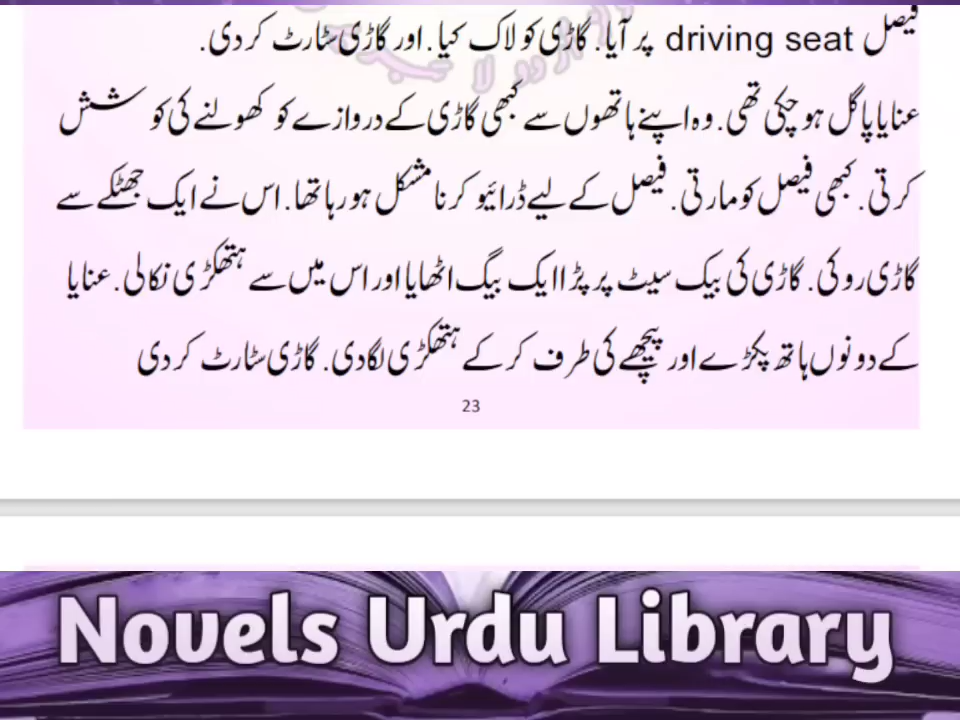 فیصل driving seat پر آیا. گاڑی کو لاک کیا. اور گاڑی سٹارٹ کر دی.
عنایا پاگل ہو چکی تھی. وہ اپنے ہاتھوں سے کبھی گاڑی کے دروازے کو کھولنے کی کو شش
کرتی. کبھی فیصل کو مارتی. فیصل کے لیے ڈرائیو کرنا مشکل ہو رہا تھا. اس نے ایک جھٹکے سے
گاڑی روکی. گاڑی کی بیک سیٹ پر پڑا ایک بیگ اٹھایا اور اس میں سے ہتھکڑی نکالی. عنایا
کے دونوں ہاتھ پکڑے اور پیچھے کی طرف کر کے ہتھکڑی لگا دی. گاڑی سٹارٹ کر دی
23
Novels Urdu Library